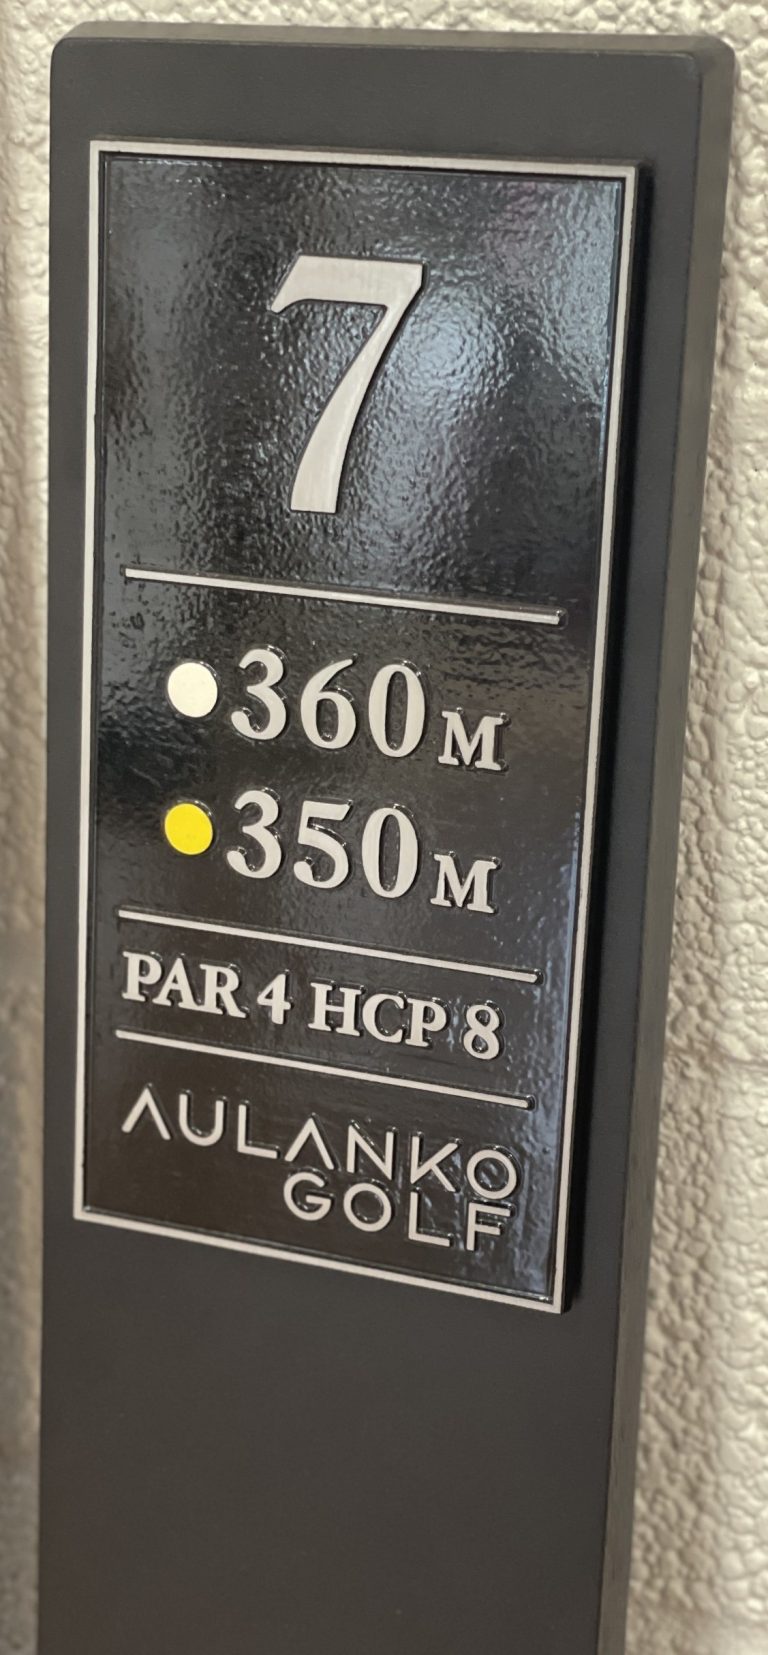 7
360M
350M
PAR 4 HCP 8
AULANKO
GOLF